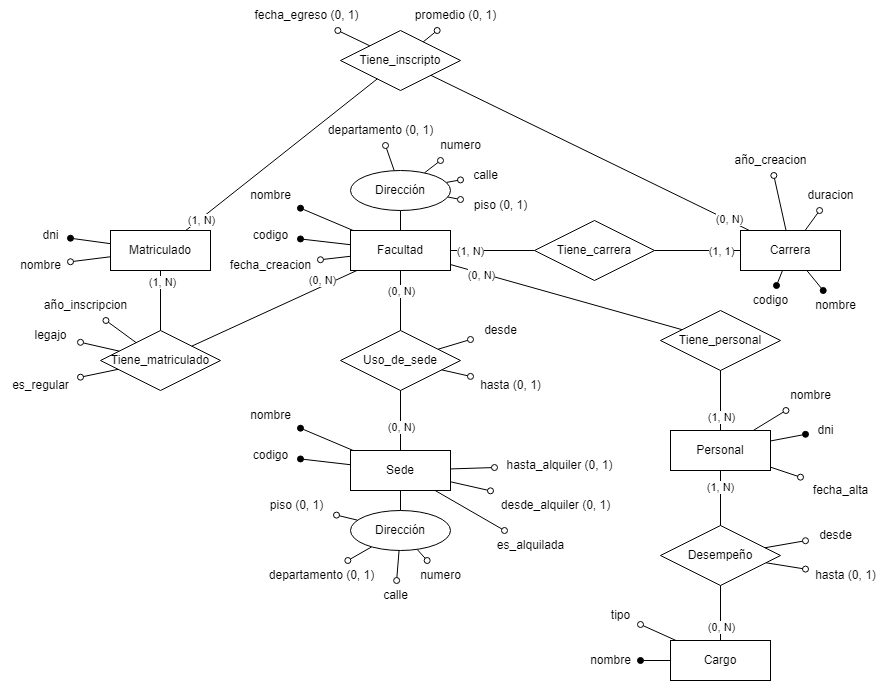 fecha_egreso (0, 1)
promedio (0, 1)
Tiene_inscripto
departamento (0, 1)
numero
calle
piso (0, 1)
Dirección
año_creacion
duracion
nombre
codigo
fecha_creacion
(1, N)
(0, N)
dni
nombre
Matriculado
Facultad
(1, N)
Tiene_carrera
(1, 1)
Carrera
(1, N)
(0, N)
(0, N)
(0, N)
codigo
nombre
año_inscripcion
legajo
es_regular
Tiene_matriculado
Uso_de_sede
desde
hasta (0, 1)
Tiene_personal
(0, N)
(1, N)
nombre
dni
fecha_alta
Personal
nombre
codigo
Sede
hasta_alquiler (0, 1)
desde_alquiler (0, 1)
es_alquilada
(1, N)
piso (0, 1)
Dirección
departamento (0, 1)
calle
numero
Desempeño
desde
hasta (0, 1)
(0, N)
tipo
nombre
Cargo